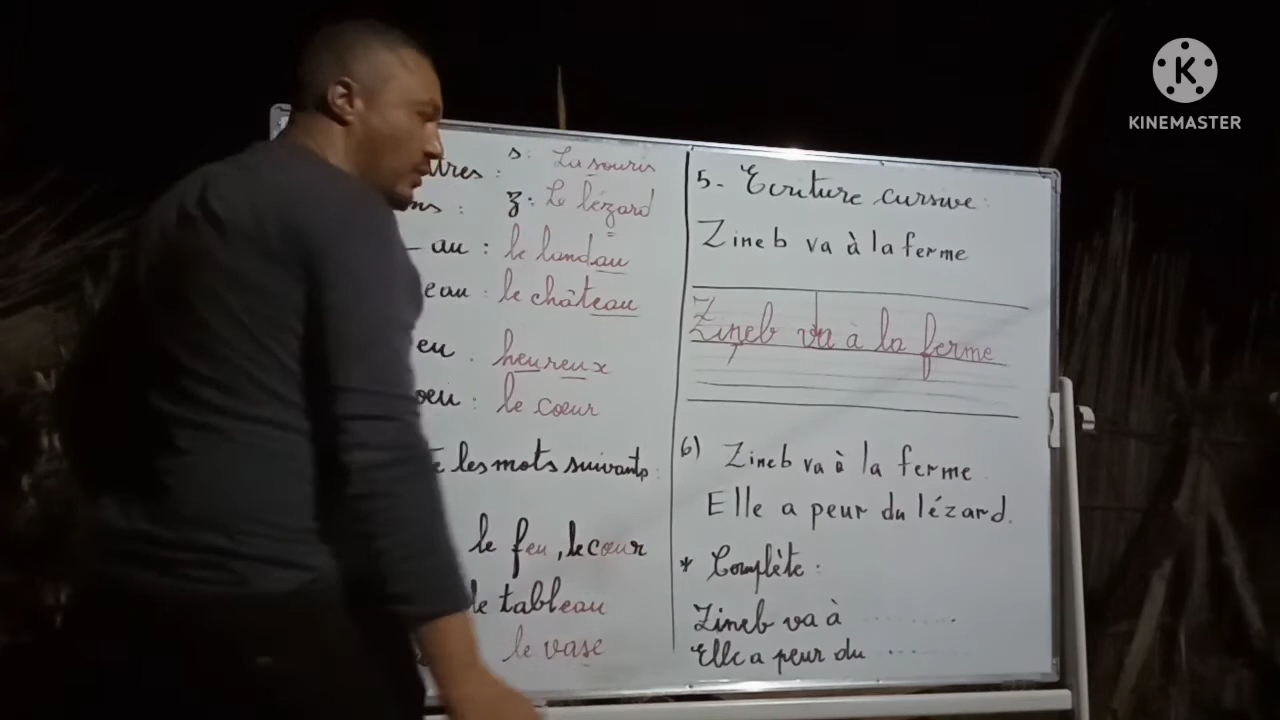 s: La souris
z: Le lézard
- au : le landau
eau : le château
eu : heureux
oeu : le cœur
les mots suivants :
le feu, le cœur
le tableau
le vase
5- Ecriture cursive:
Zineb va à la ferme
Zineb va à la ferme
6) Zineb va à la ferme
Elle a peur du lézard.
* Complète :
Zineb va à .........
Elle a peur du .....
K
KINEMASTER